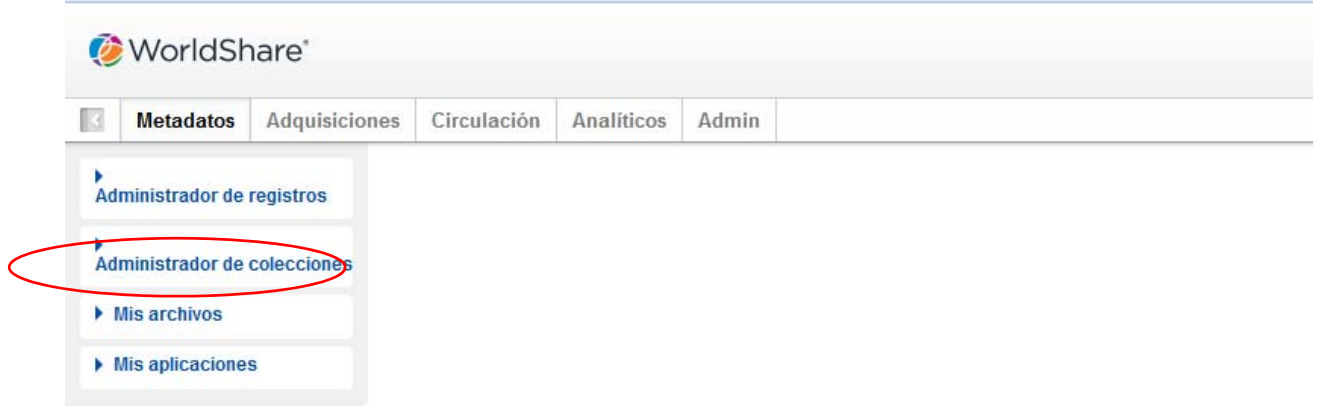 WorldShare®
Metadatos Adquisiciones Circulación Analíticos Admin
Administrador de registros
Administrador de colecciones
Mis archivos
Mis aplicaciones